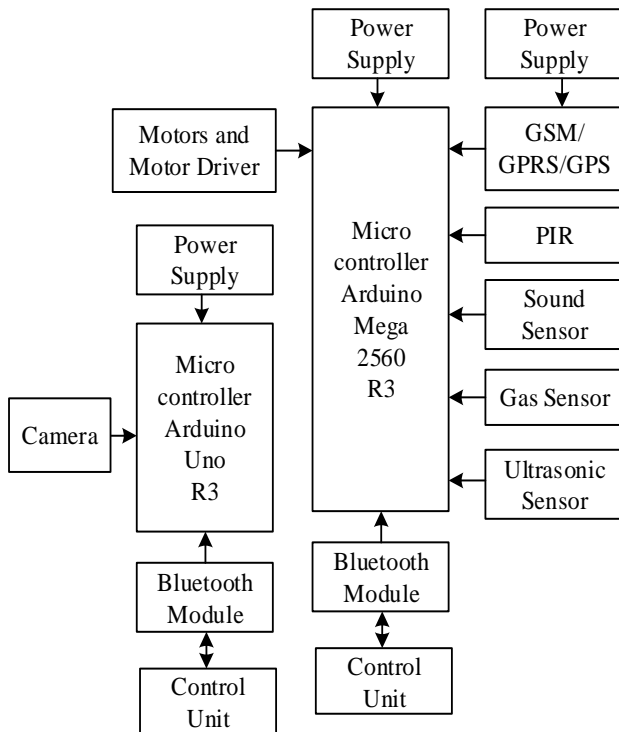 Power
Supply
Power
Supply
Motors and
Motor Driver
GSM/
GPRS/GPS
Micro
controller
Arduino
Mega
2560
R3
PIR
Power
Supply
Sound
Sensor
Micro
controller
Arduino
Uno
R3
Camera
Gas Sensor
Ultrasonic
Sensor
Bluetooth
Module
Bluetooth
Module
Control
Unit
Control
Unit